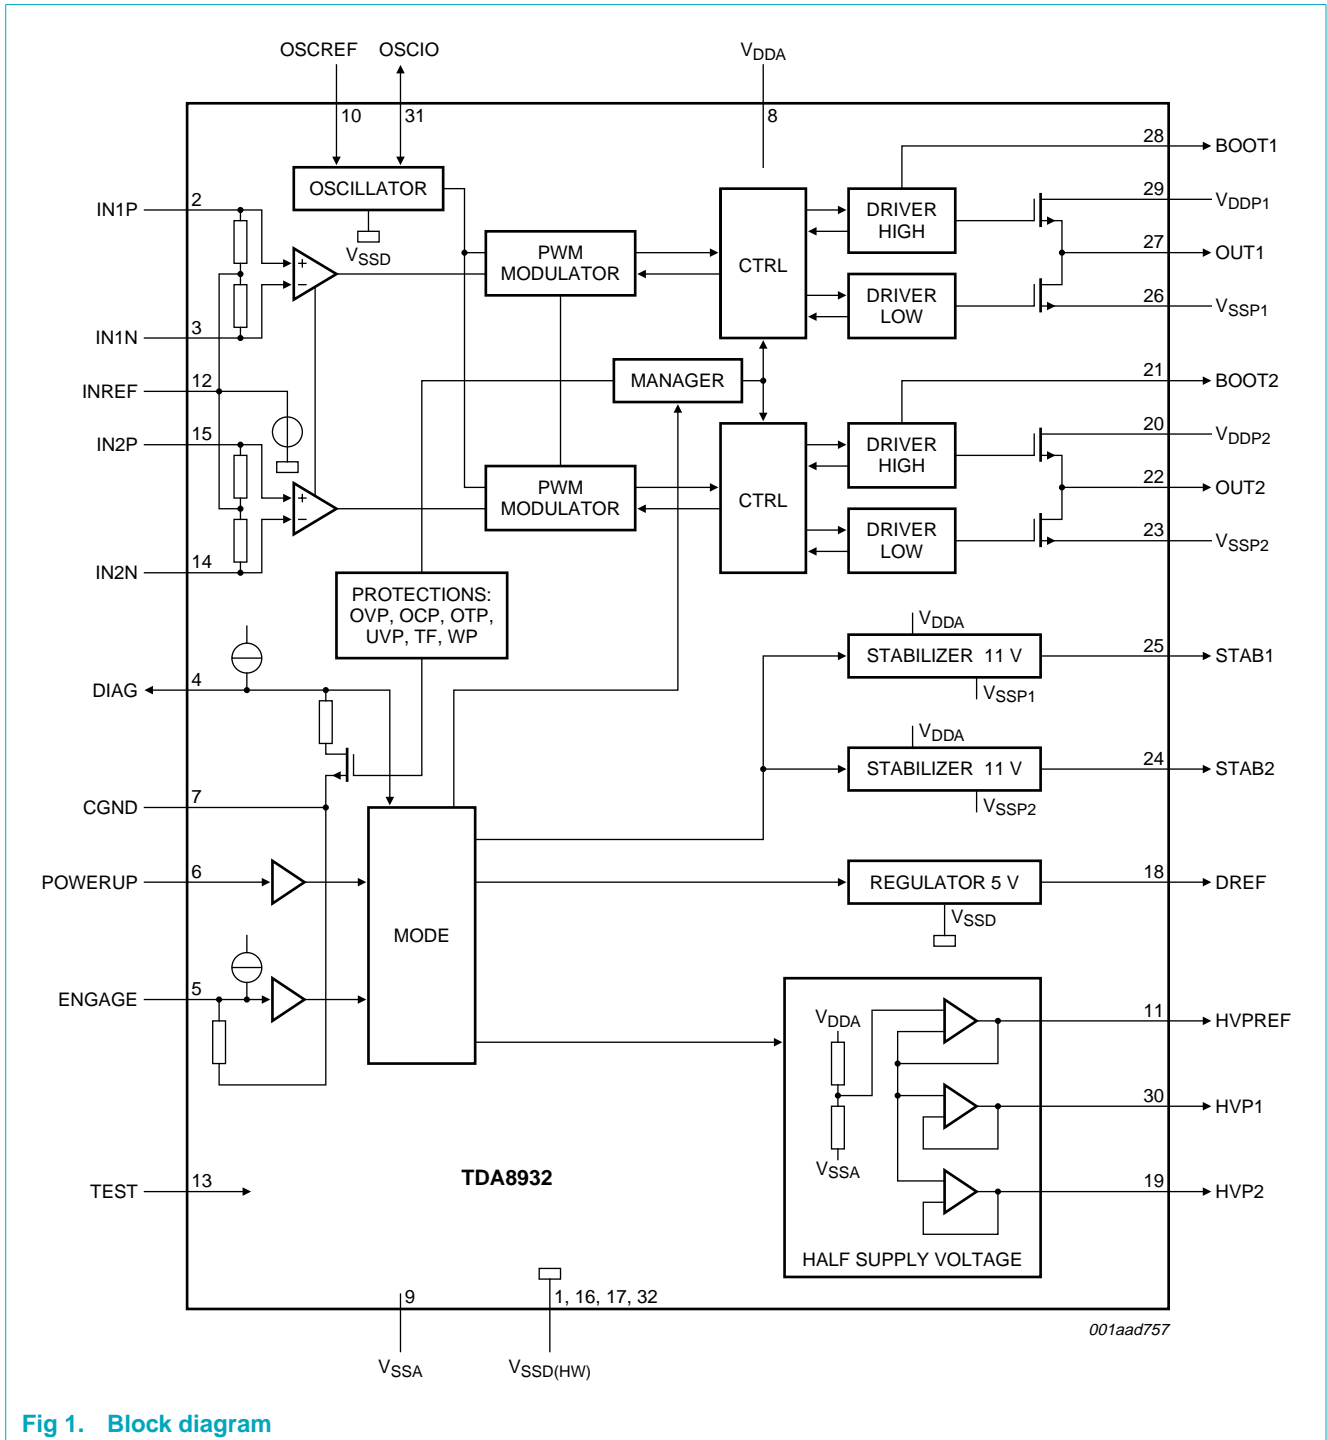 OSCREF OSCIO VDDA
10 31 8
28 BOOT1
OSCILLATOR
VSSD
IN1P 2
IN1N 3
INREF 12
IN2P 15
IN2N 14
+
−
+
−
PWM
MODULATOR
CTRL
DRIVER
HIGH
DRIVER
LOW
29 VDDP1
27 OUT1
26 VSSP1
MANAGER
21 BOOT2
PWM
MODULATOR
CTRL
DRIVER
HIGH
DRIVER
LOW
20 VDDP2
22 OUT2
23 VSSP2
PROTECTIONS:
OVP, OCP, OTP,
UVP, TF, WP
DIAG 4
CGND 7
POWERUP 6
ENGAGE 5
TEST 13
MODE
VDDA
STABILIZER 11 V
VSSP1
25 STAB1
VDDA
STABILIZER 11 V
VSSP2
24 STAB2
REGULATOR 5 V
VSSD
18 DREF
VDDA
VSSA
11 HVPREF
30 HVP1
19 HVP2
HALF SUPPLY VOLTAGE
TDA8932
9
1, 16, 17, 32
VSSA
VSSD(HW)
001aad757
Fig 1. Block diagram